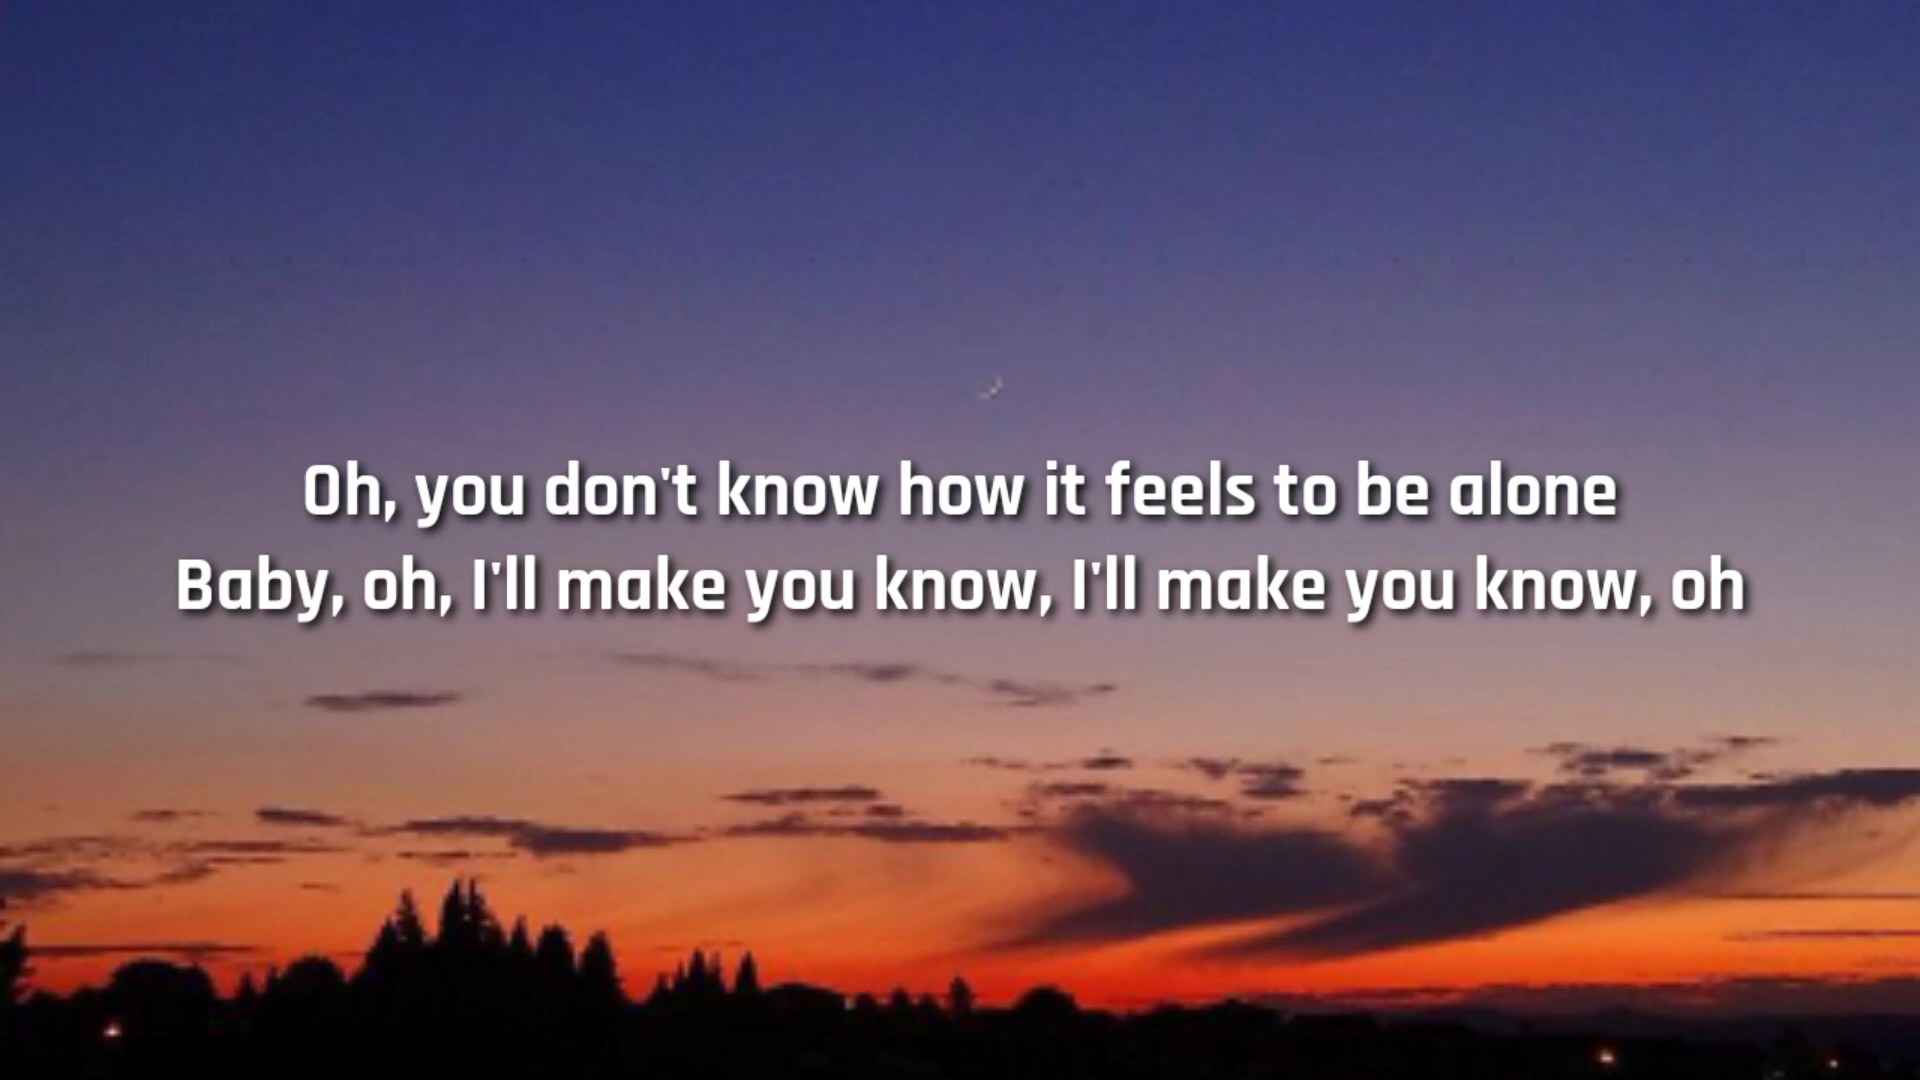 Oh, you don't know how it feels to be alone
Baby, oh, I'll make you know, I'll make you know, oh